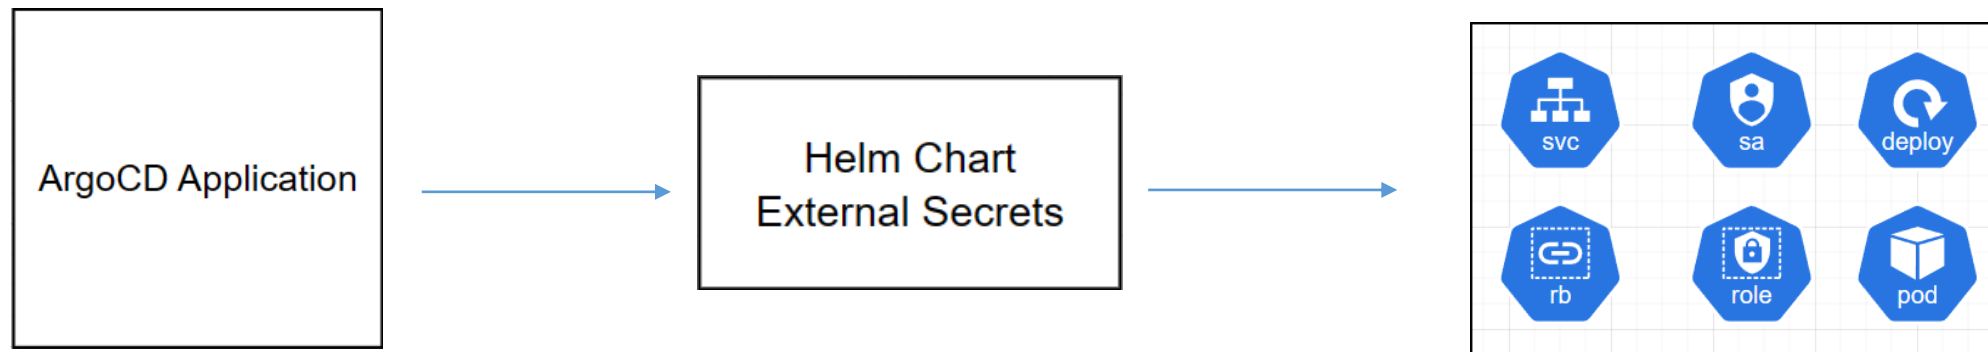 ArgoCD Application
Helm Chart
External Secrets
svc
sa
deploy
rb
role
pod